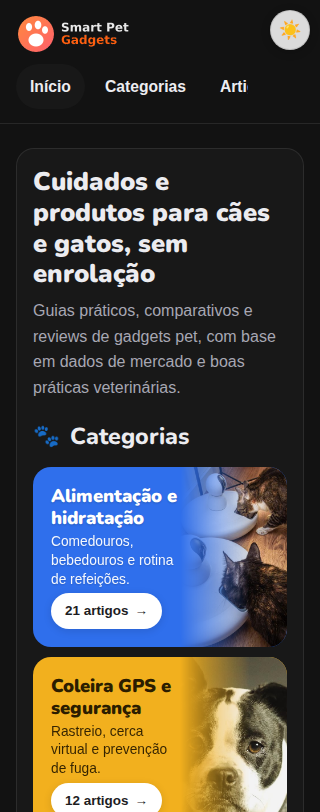 Smart Pet
Gadgets
Início Categorias Arti
Cuidados e
produtos para cães
e gatos, sem
enrolação
Guias práticos, comparativos e
reviews de gadgets pet, com base
em dados de mercado e boas
práticas veterinárias.
Categorias
Alimentação e
hidratação
Comedouros,
bebedouros e rotina
de refeições.
21 artigos →
Coleira GPS e
segurança
Rastreio, cerca
virtual e prevenção
de fuga.
12 artigos →